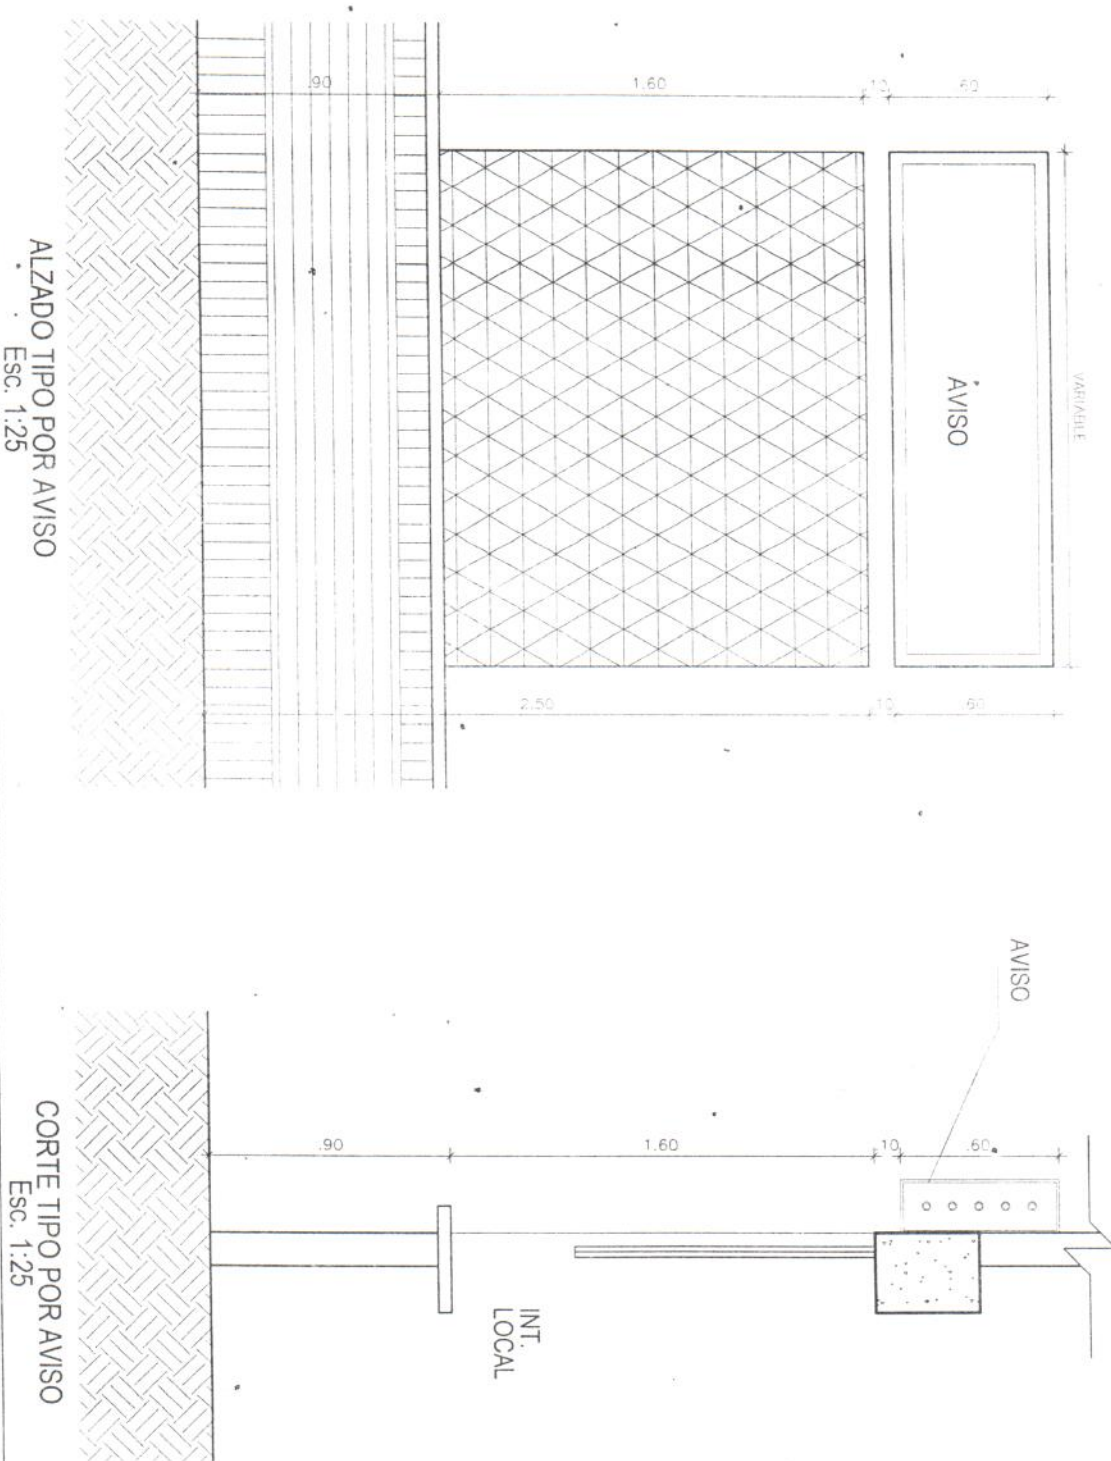 .90
1.60
.10
.60
VARIABLE
AVISO
2.50
.10
.60
ALZADO TIPO POR AVISO
Esc. 1:25
AVISO
.90
1.60
.10
.60
INT.
LOCAL
CORTE TIPO POR AVISO
Esc. 1:25